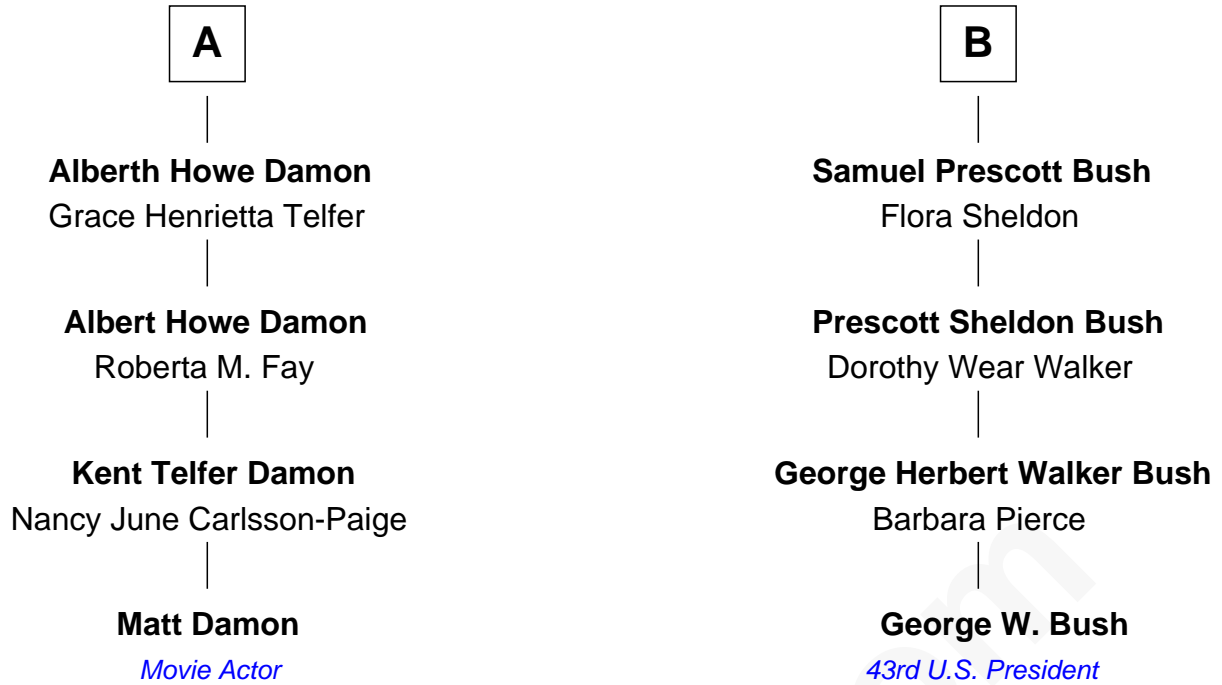 A
Alberth Howe Damon
Grace Henrietta Telfer
Albert Howe Damon
Roberta M. Fay
Kent Telfer Damon
Nancy June Carlsson-Paige
Matt Damon
Movie Actor
B
Samuel Prescott Bush
Flora Sheldon
Prescott Sheldon Bush
Dorothy Wear Walker
George Herbert Walker Bush
Barbara Pierce
George W. Bush
43rd U.S. President